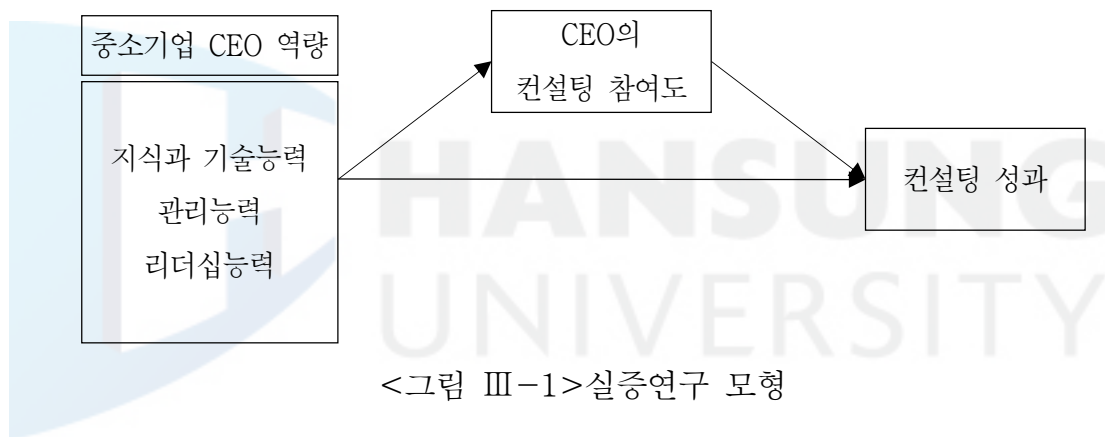 중소기업 CEO 역량
지식과 기술능력
관리능력
리더십능력
CEO의
컨설팅 참여도
컨설팅 성과
HANSUNG
UNIVERSITY
<그림 Ⅲ-1>실증연구 모형